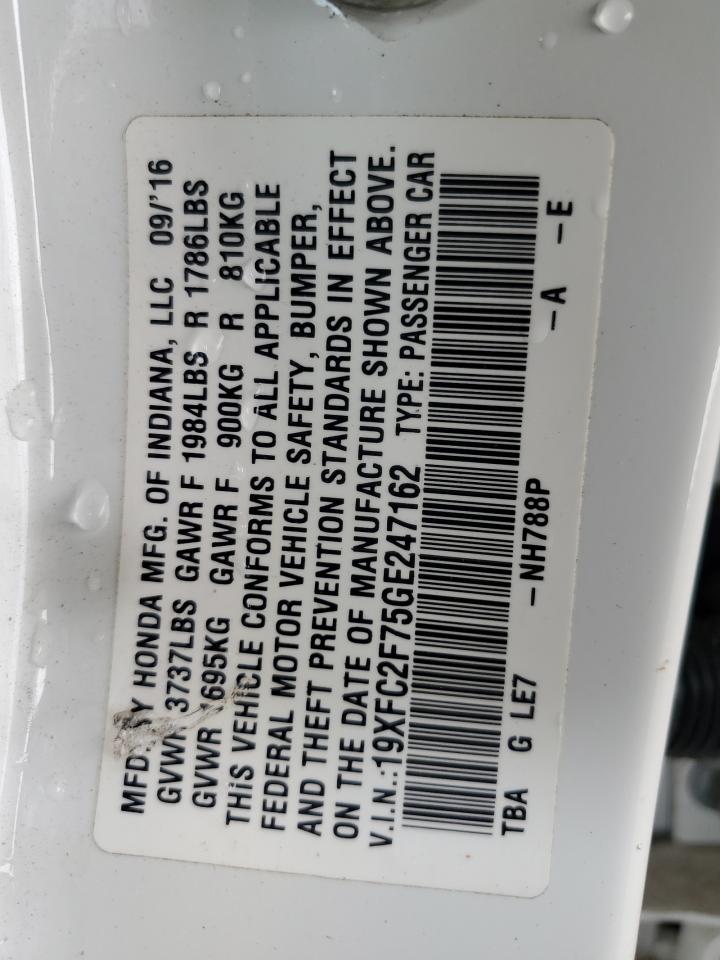 MFD. BY HONDA MFG. OF INDIANA, LLC 09/'16
GVWR 3737LBS GAWR F 1984LBS R 1786LBS
GVWR 1695KG GAWR F 900KG R 810KG
THIS VEHICLE CONFORMS TO ALL APPLICABLE
FEDERAL MOTOR VEHICLE SAFETY, BUMPER,
AND THEFT PREVENTION STANDARDS IN EFFECT
ON THE DATE OF MANUFACTURE SHOWN ABOVE.
V.I.N.:19XFC2F75GE247162 TYPE: PASSENGER CAR
TBA G LE7 –NH788P –A –E